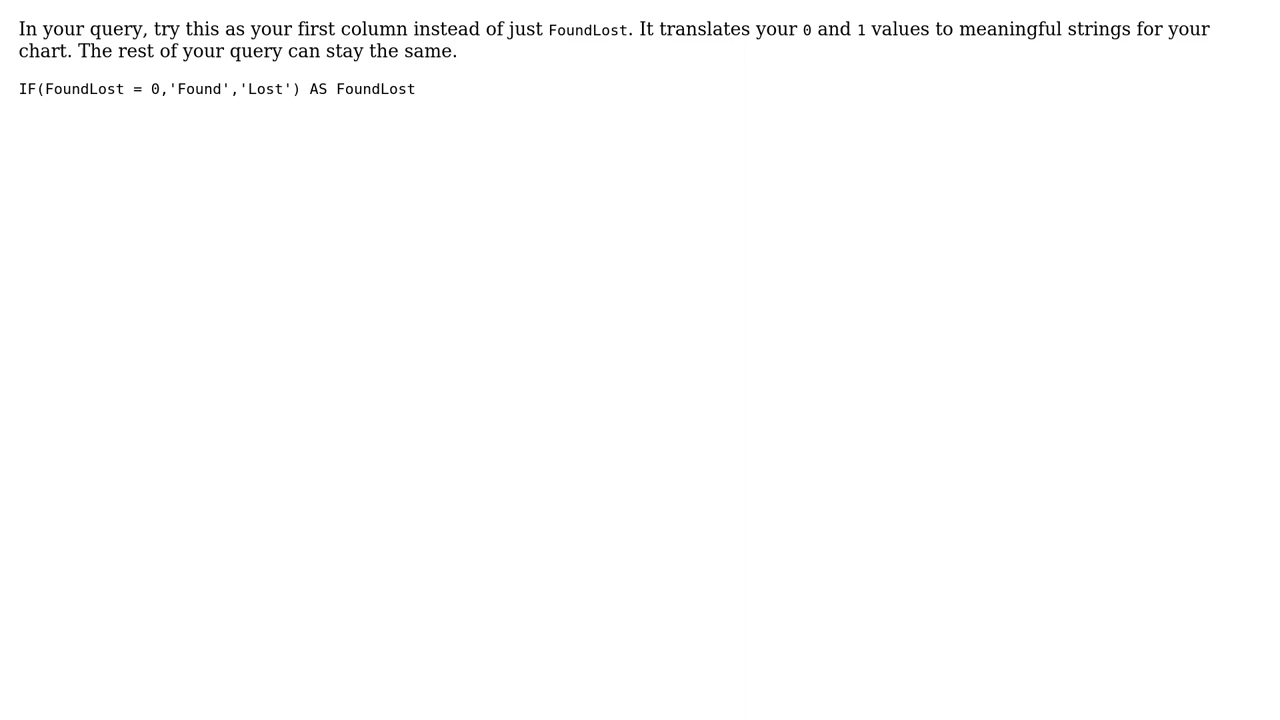 In your query, try this as your first column instead of just FoundLost. It translates your 0 and 1 values to meaningful strings for your
chart. The rest of your query can stay the same.
IF(FoundLost = 0,'Found','Lost') AS FoundLost